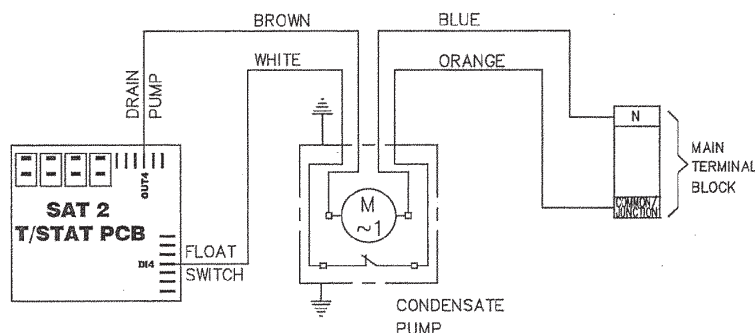 BROWN
BLUE
WHITE
ORANGE
DRAIN
PUMP
OUT4
SAT 2
T/STAT PCB
DI4
FLOAT
SWITCH
M
~1
CONDENSATE
PUMP
N
COMMON/
JUNCTION
MAIN
TERMINAL
BLOCK